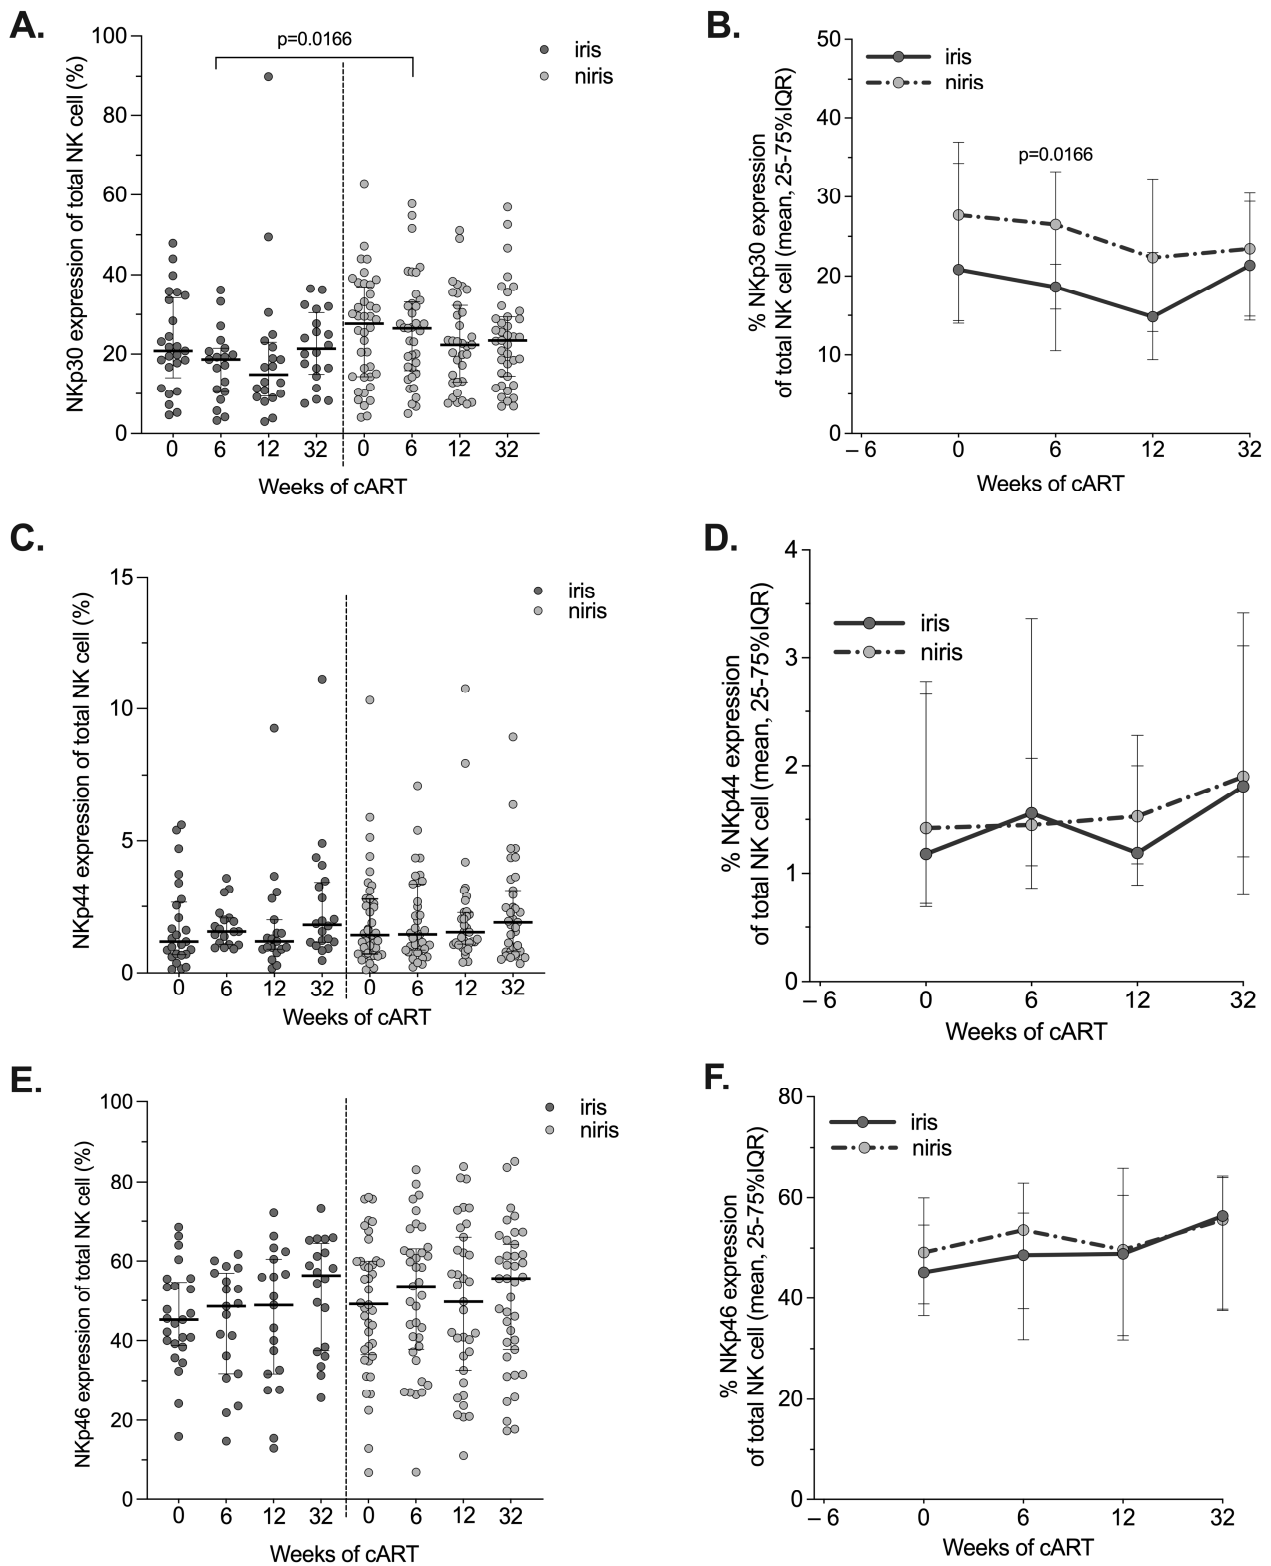 A.
NKp30 expression of total NK cell (%)
100
80
60
40
20
0
p=0.0166
iris
niris
0 6 12 32 0 6 12 32
Weeks of cART
B.
% NKp30 expression
of total NK cell (mean, 25-75%IQR)
50
40
30
20
10
0
iris
niris
p=0.0166
– 6 0 6 12 32
Weeks of cART
C.
NKp44 expression of total NK cell (%)
15
10
5
0
iris
niris
0 6 12 32 0 6 12 32
Weeks of cART
D.
% NKp44 expression
of total NK cell (mean, 25-75%IQR)
4
3
2
1
0
iris
niris
– 6 0 6 12 32
Weeks of cART
E.
NKp46 expression of total NK cell (%)
100
80
60
40
20
0
iris
niris
0 6 12 32 0 6 12 32
Weeks of cART
F.
% NKp46 expression
of total NK cell (mean, 25-75%IQR)
80
60
40
20
0
iris
niris
– 6 0 6 12 32
Weeks of cART